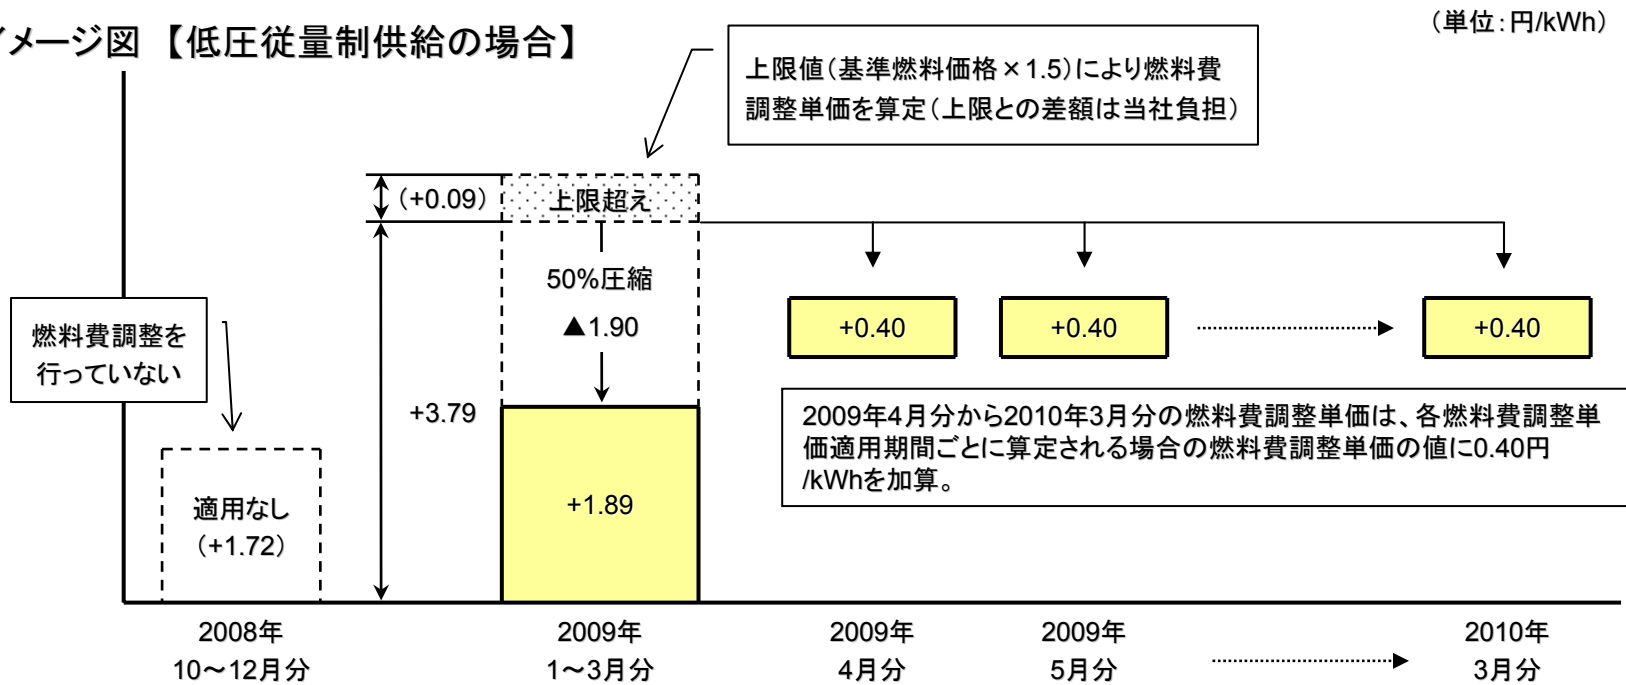 メージ図 【低圧従量制供給の場合】
（単位：円/kWh）
上限値（基準燃料価格×1.5）により燃料費
調整単価を算定（上限との差額は当社負担）
（+0.09）
上限超え
50%圧縮
▲1.90
燃料費調整を
行っていない
+0.40
+0.40
+0.40
+3.79
2009年4月分から2010年3月分の燃料費調整単価は、各燃料費調整単
価適用期間ごとに算定される場合の燃料費調整単価の値に0.40円
/kWhを加算。
適用なし
（+1.72）
+1.89
2008年
10～12月分
2009年
1～3月分
2009年
4月分
2009年
5月分
2010年
3月分